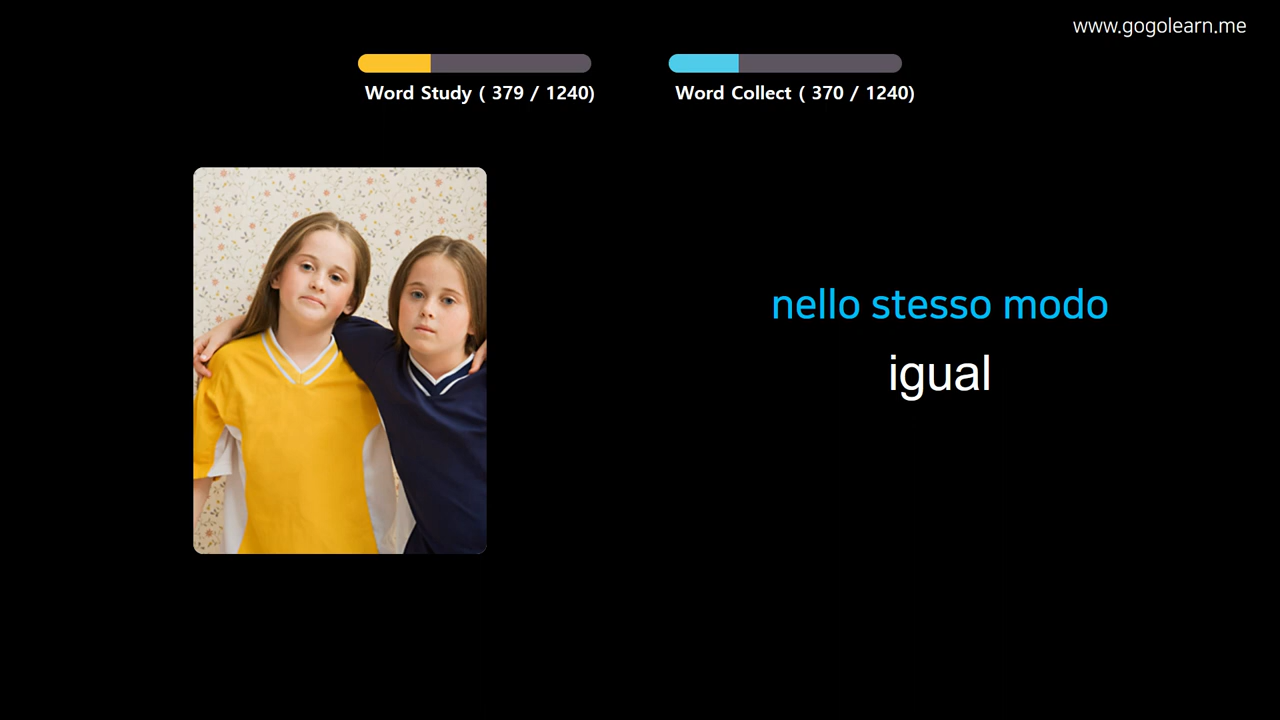 www.gogolearn.me
Word Study ( 379 / 1240)
Word Collect ( 370 / 1240)
nello stesso modo
igual